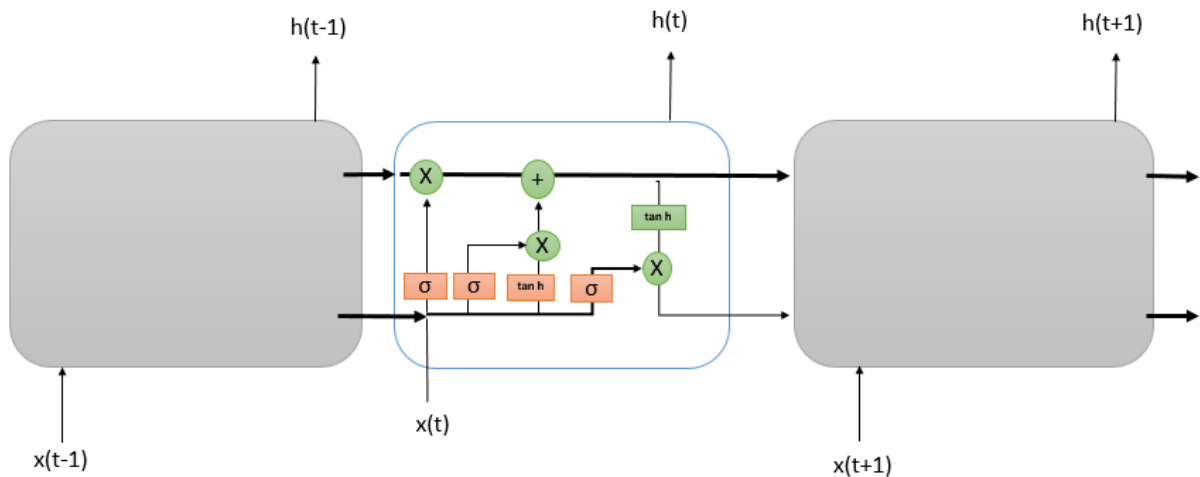 h(t-1)
h(t)
h(t+1)
X
+
tan h
X
X
σ
σ
tan h
σ
x(t)
x(t-1)
x(t+1)